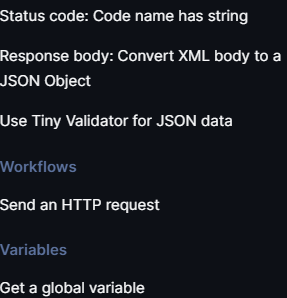 Status code: Code name has string
Response body: Convert XML body to a
JSON Object
Use Tiny Validator for JSON data
Workflows
Send an HTTP request
Variables
Get a global variable